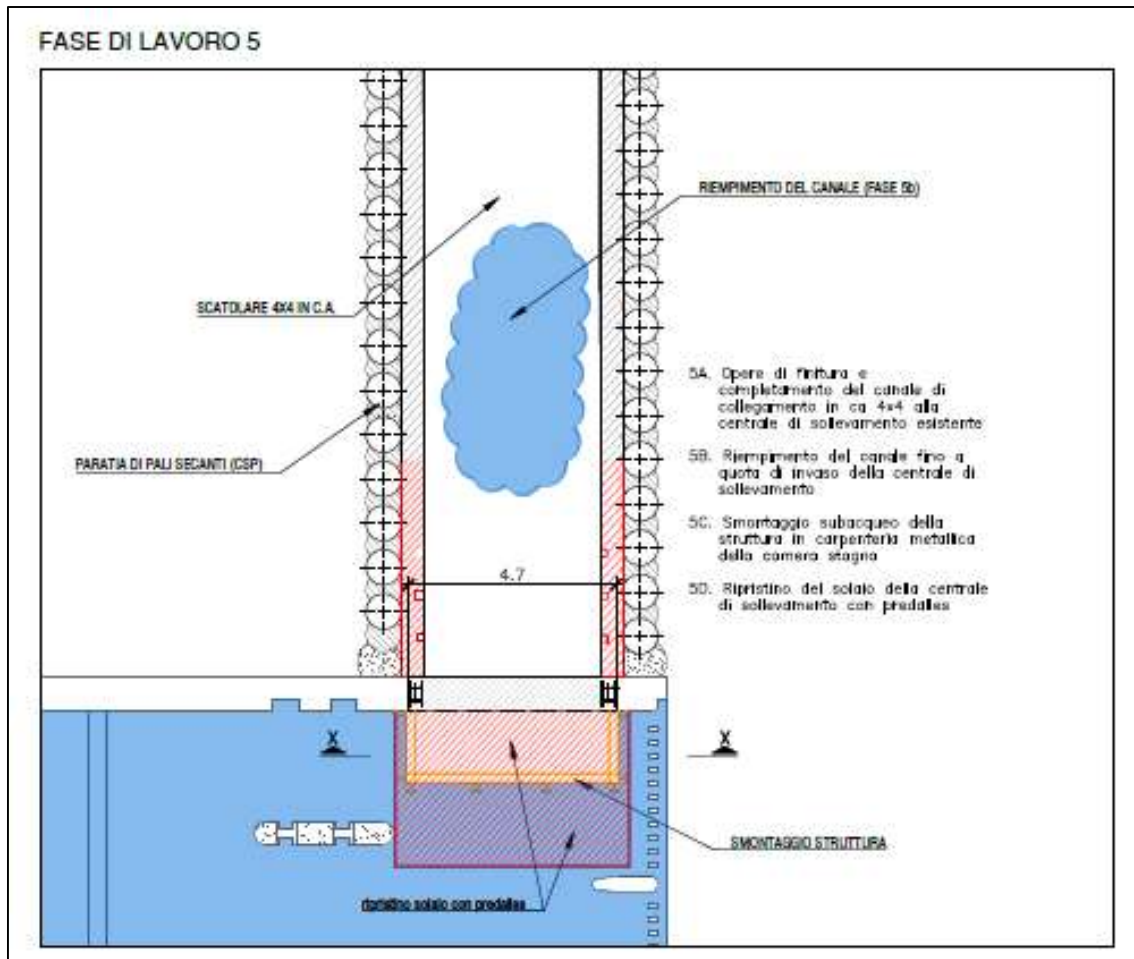 FASE DI LAVORO 5
RIEMPIMENTO DEL CANALE (FASE 5b)
SCATOLARE 4X4 IN C.A.
PARATIA DI PALI SECANTI (CSP)
5A. Opere di finitura e
completamento del canale di
collegamento in ca 4x4 alla
centrale di sollevamento esistente
5B. Riempimento del canale fino a
quota di invaso della centrale di
sollevamento
5C. Smontaggio subacqueo della
struttura in carpenteria metallica
della camera stagna
5D. Ripristino del solaio della centrale
di sollevamento con predalles
4.7
X
X
SMONTAGGIO STRUTTURA
ripristino solaio con predalles